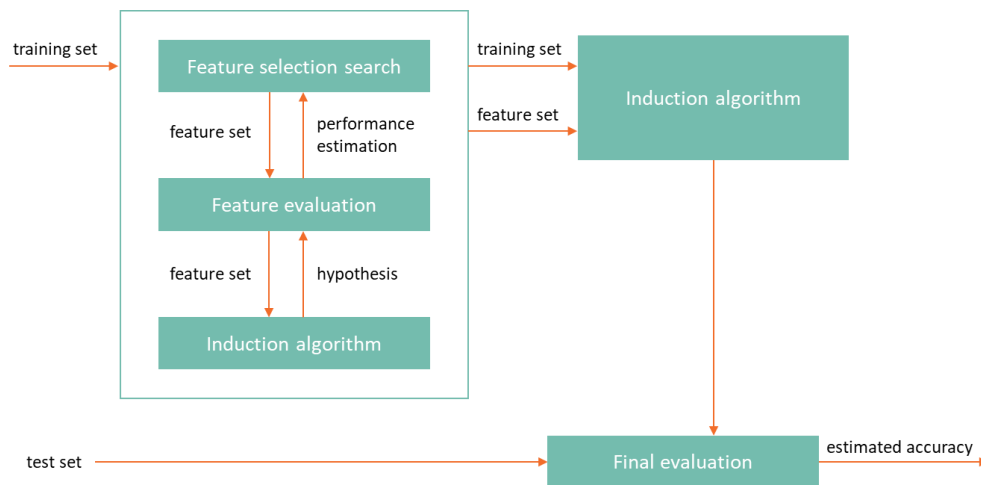 training set
Feature selection search
training set
Induction algorithm
feature set
performance
estimation
feature set
Feature evaluation
feature set
hypothesis
Induction algorithm
test set
Final evaluation
estimated accuracy